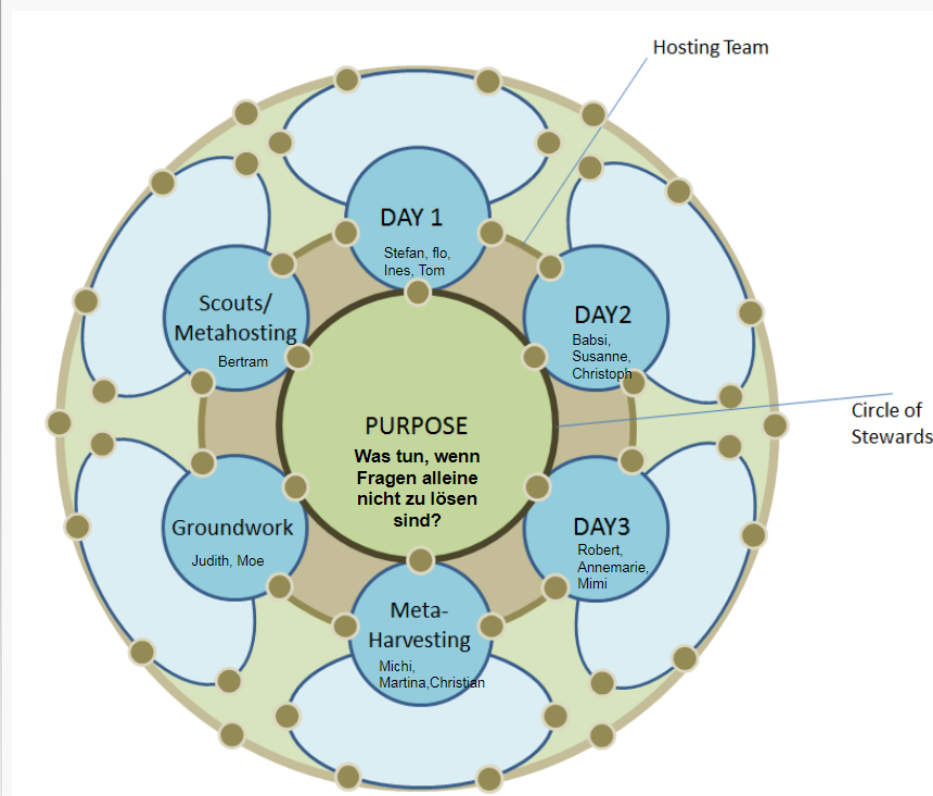 Hosting Team
DAY 1
Stefan, flo,
Ines, Tom
Scouts/
Metahosting
Bertram
DAY2
Babsi,
Susanne,
Christoph
PURPOSE
Was tun, wenn
Fragen alleine
nicht zu lösen
sind?
Circle of
Stewards
Groundwork
Judith, Moe
DAY3
Robert,
Annemarie,
Mimi
Meta-
Harvesting
Michi,
Martina,Christian